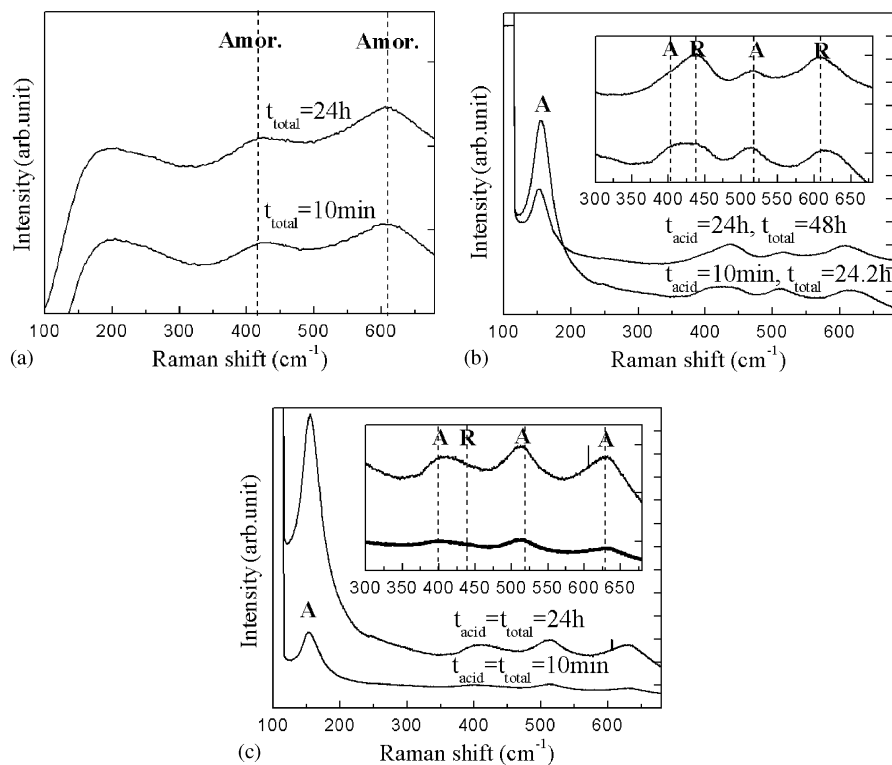 Amor. Amor.
t_total=24h
t_total=10min
Intensity (arb.unit)
100 200 300 400 500 600
(a) Raman shift (cm⁻¹)
A R A R
A
300 350 400 450 500 550 600 650
t_acid=24h, t_total=48h
t_acid=10min, t_total=24.2h
Intensity (arb.unit)
100 200 300 400 500 600
(b) Raman shift (cm⁻¹)
A R A A
300 350 400 450 500 550 600 650
A
t_acid=t_total=24h
t_acid=t_total=10min
Intensity (arb.unit)
100 200 300 400 500 600
(c) Raman shift (cm⁻¹)